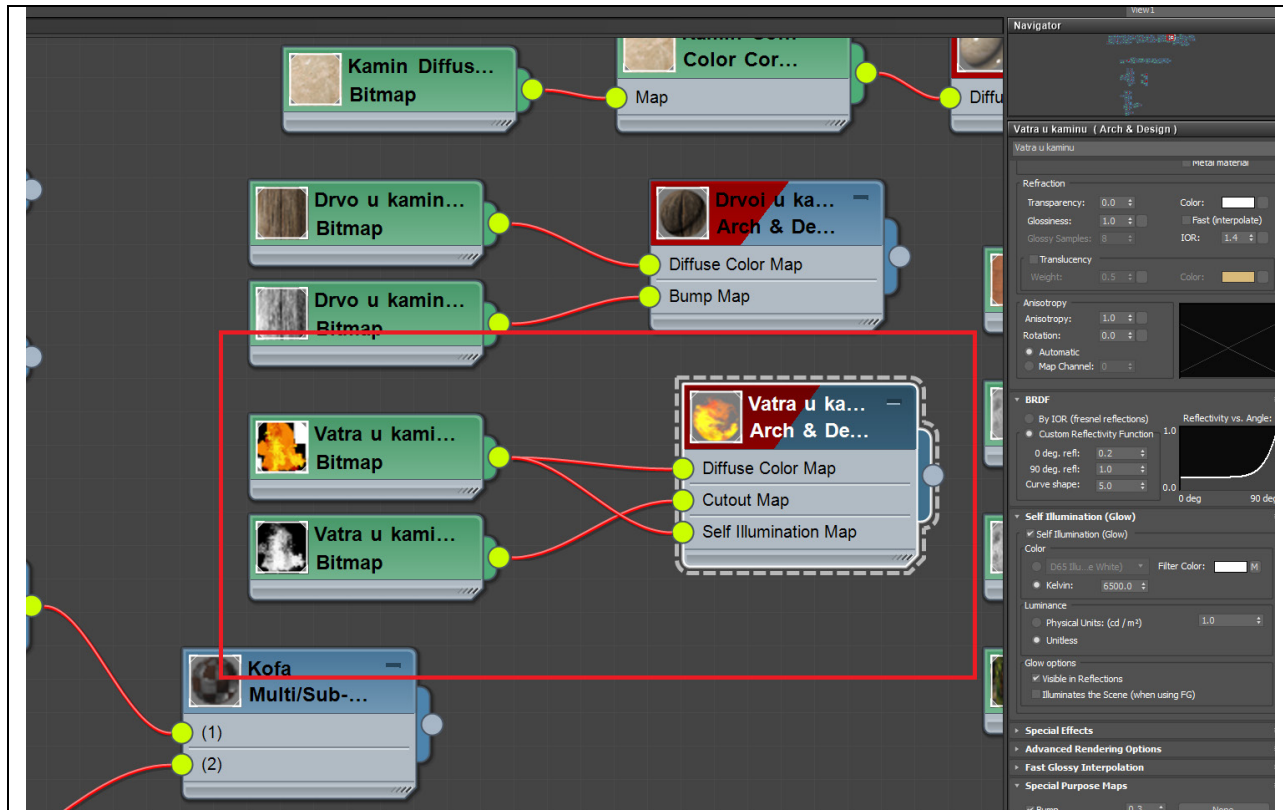 View1
Navigator
Kamin Diffus...
Bitmap
Color Cor...
Map
Diffu
Drvo u kamin...
Bitmap
Drvo u kamin...
Bitmap
Drvoi u ka...
Arch & De...
Diffuse Color Map
Bump Map
Vatra u kami...
Bitmap
Vatra u kami...
Bitmap
Vatra u ka...
Arch & De...
Diffuse Color Map
Cutout Map
Self Illumination Map
Kofa
Multi/Sub-...
(1)
(2)
Vatra u kaminu ( Arch & Design )
Vatra u kaminu
Metal material
Refraction
Transparency: 0.0 Color:
Glossiness: 1.0 Fast (interpolate)
Glossy Samples: 8 IOR: 1.4
Translucency
Weight: 0.5 Color:
Anisotropy
Anisotropy: 1.0
Rotation: 0.0
Automatic
Map Channel: 0
BRDF
By IOR (fresnel reflections) Reflectivity vs. Angle:
Custom Reflectivity Function 1.0
0 deg. refl: 0.2
90 deg. refl: 1.0
Curve shape: 5.0 0.0
0 deg 90 deg
Self Illumination (Glow)
Self Illumination (Glow)
Color
D65 Illu...e White) Filter Color: M
Kelvin: 6500.0
Luminance
Physical Units: (cd / m²) 1.0
Unitless
Glow options
Visible in Reflections
Illuminates the Scene (when using FG)
Special Effects
Advanced Rendering Options
Fast Glossy Interpolation
Special Purpose Maps
Bump 0.3 None